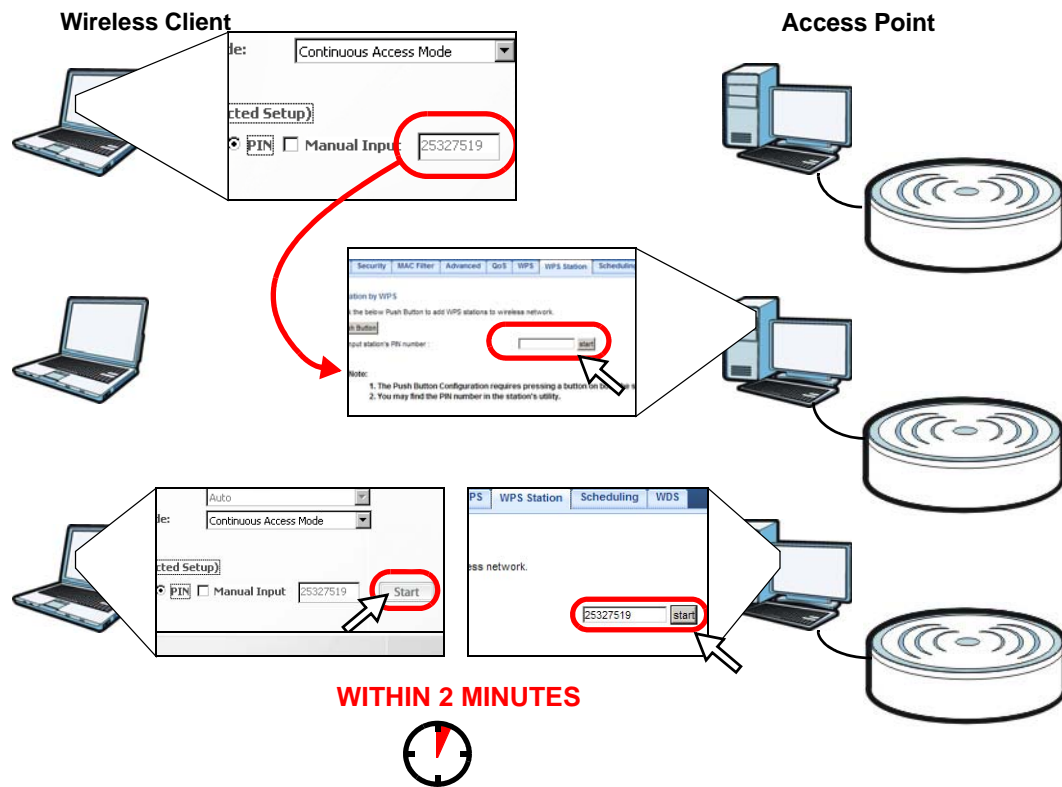 Wireless Client
Access Point
de:
Continuous Access Mode
cted Setup)
PIN Manual Input 25327519
Security MAC Filter Advanced QoS WPS WPS Station Scheduling
ation by WPS
k the below Push Button to add WPS stations to wireless network.
sh Button
nput station's PIN number :
start
Note:
1. The Push Button Configuration requires pressing a button on bo he s
2. You may find the PIN number in the station's utility.
Auto
de:
Continuous Access Mode
cted Setup)
PIN Manual Input 25327519 Start
PS WPS Station Scheduling WDS
ess network.
25327519 start
WITHIN 2 MINUTES